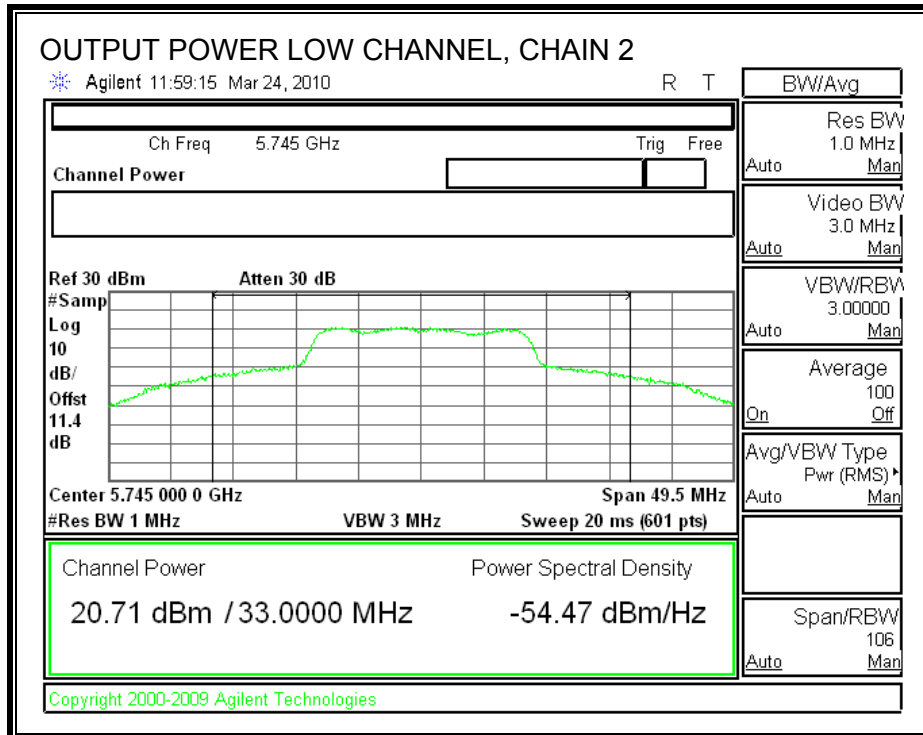 OUTPUT POWER LOW CHANNEL, CHAIN 2
Agilent 11:59:15 Mar 24, 2010 R T
Ch Freq 5.745 GHz Trig Free
Channel Power
Ref 30 dBm Atten 30 dB
#Samp
Log
10
dB/
Offst
11.4
dB
Center 5.745 000 0 GHz Span 49.5 MHz
#Res BW 1 MHz VBW 3 MHz Sweep 20 ms (601 pts)
Channel Power Power Spectral Density
20.71 dBm / 33.0000 MHz -54.47 dBm/Hz
Copyright 2000-2009 Agilent Technologies
BW/Avg
Res BW
1.0 MHz
Auto Man
Video BW
3.0 MHz
Auto Man
VBW/RBW
3.00000
Auto Man
Average
100
On Off
Avg/VBW Type
Pwr (RMS)
Auto Man
Span/RBW
106
Auto Man